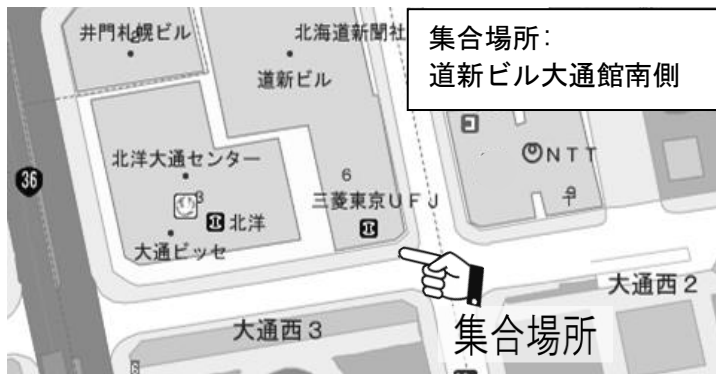 井門札幌ビル
北海道新聞社
道新ビル
集合場所:
道新ビル大通館南側
北洋大通センター
36
3
北洋
大通ビッセ
6
三菱東京UFJ
NTT
9
大通西2
大通西3
集合場所